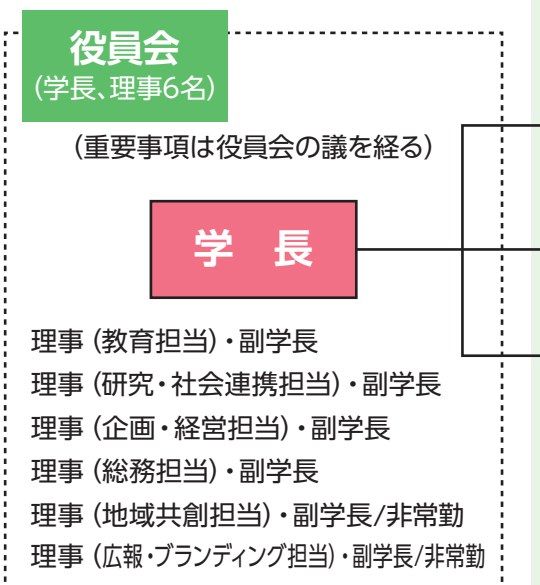 役員会
（学長、理事6名）
（重要事項は役員会の議を経る）
学　長
理事（教育担当）・副学長
理事（研究・社会連携担当）・副学長
理事（企画・経営担当）・副学長
理事（総務担当）・副学長
理事（地域共創担当）・副学長/非常勤
理事（広報・ブランディング担当）・副学長/非常勤